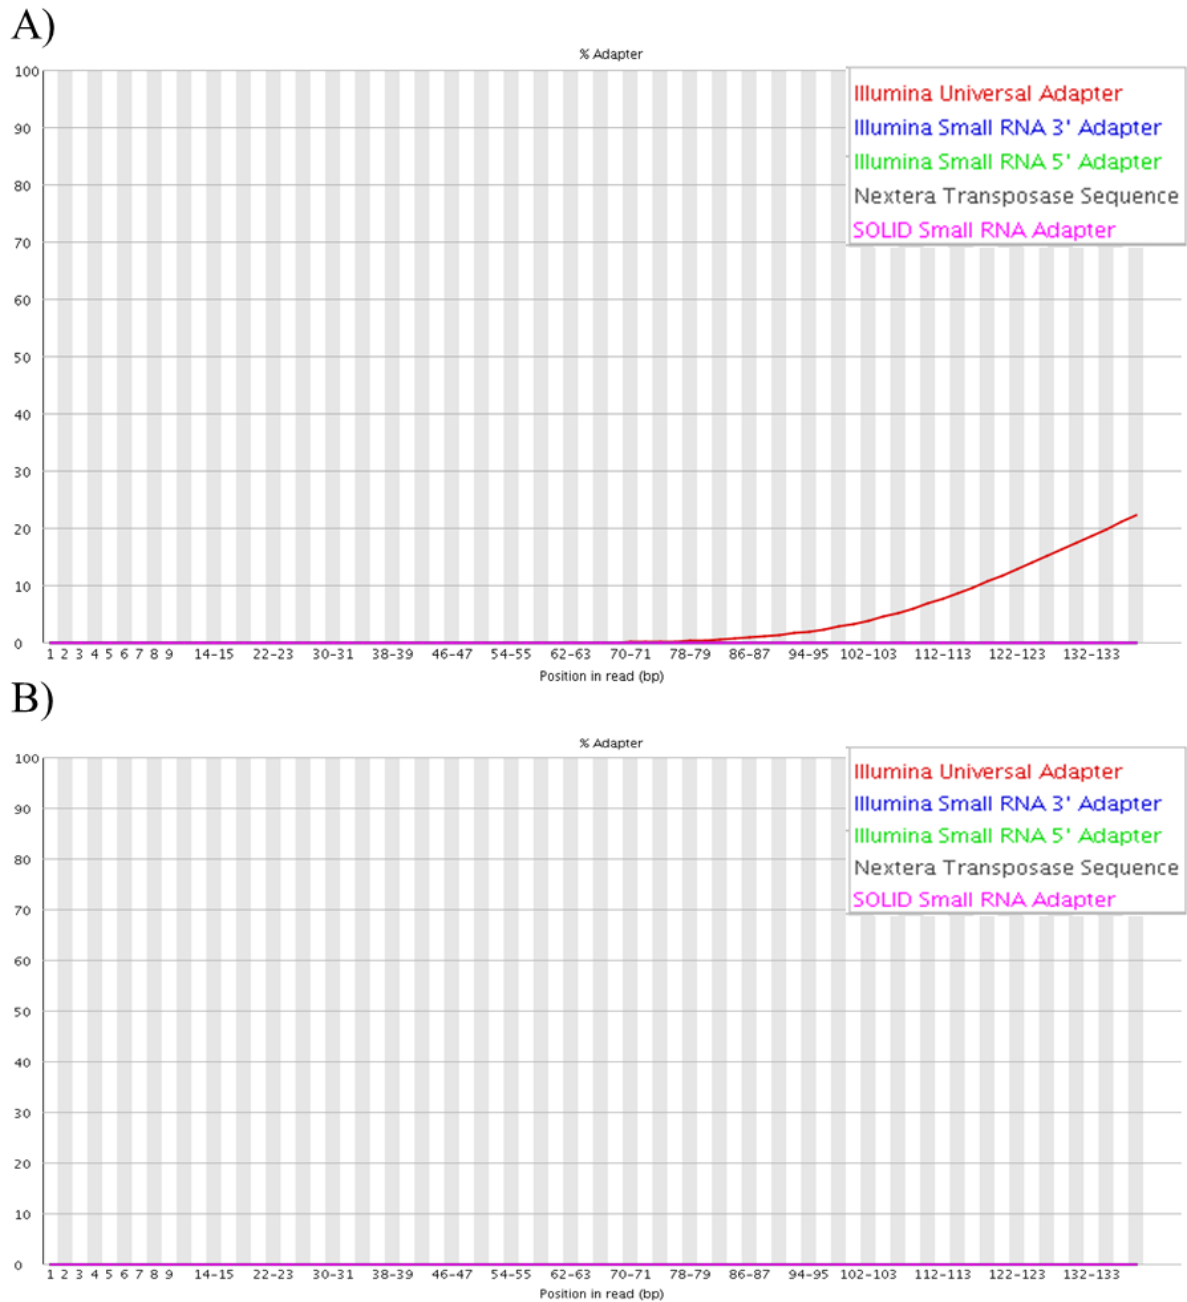 A)
% Adapter
100
90
80
70
60
50
40
30
20
10
0
Illumina Universal Adapter
Illumina Small RNA 3' Adapter
Illumina Small RNA 5' Adapter
Nextera Transposase Sequence
SOLID Small RNA Adapter
1 2 3 4 5 6 7 8 9 14-15 22-23 30-31 38-39 46-47 54-55 62-63 70-71 78-79 86-87 94-95 102-103 112-113 122-123 132-133
Position in read (bp)
B)
% Adapter
100
90
80
70
60
50
40
30
20
10
0
Illumina Universal Adapter
Illumina Small RNA 3' Adapter
Illumina Small RNA 5' Adapter
Nextera Transposase Sequence
SOLID Small RNA Adapter
1 2 3 4 5 6 7 8 9 14-15 22-23 30-31 38-39 46-47 54-55 62-63 70-71 78-79 86-87 94-95 102-103 112-113 122-123 132-133
Position in read (bp)